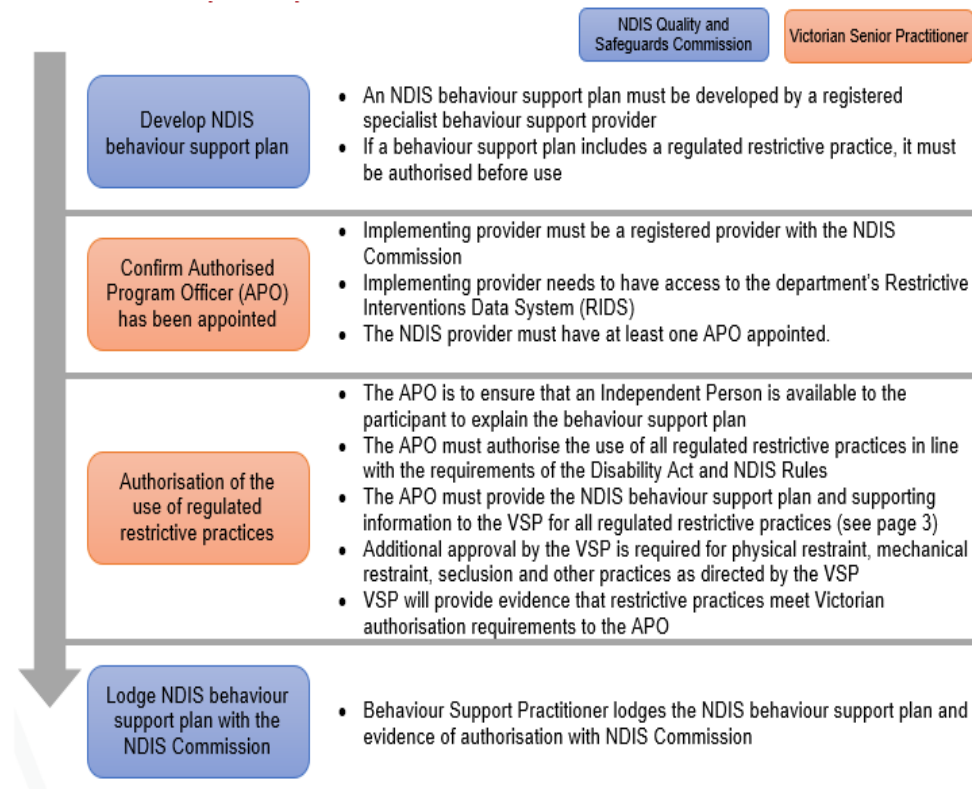 NDIS Quality and
Safeguards Commission
Victorian Senior Practitioner
Develop NDIS
behaviour support plan
• An NDIS behaviour support plan must be developed by a registered
specialist behaviour support provider
• If a behaviour support plan includes a regulated restrictive practice, it must
be authorised before use
Confirm Authorised
Program Officer (APO)
has been appointed
• Implementing provider must be a registered provider with the NDIS
Commission
• Implementing provider needs to have access to the department's Restrictive
Interventions Data System (RIDS)
• The NDIS provider must have at least one APO appointed.
Authorisation of the
use of regulated
restrictive practices
• The APO is to ensure that an Independent Person is available to the
participant to explain the behaviour support plan
• The APO must authorise the use of all regulated restrictive practices in line
with the requirements of the Disability Act and NDIS Rules
• The APO must provide the NDIS behaviour support plan and supporting
information to the VSP for all regulated restrictive practices (see page 3)
• Additional approval by the VSP is required for physical restraint, mechanical
restraint, seclusion and other practices as directed by the VSP
• VSP will provide evidence that restrictive practices meet Victorian
authorisation requirements to the APO
Lodge NDIS behaviour
support plan with the
NDIS Commission
• Behaviour Support Practitioner lodges the NDIS behaviour support plan and
evidence of authorisation with NDIS Commission